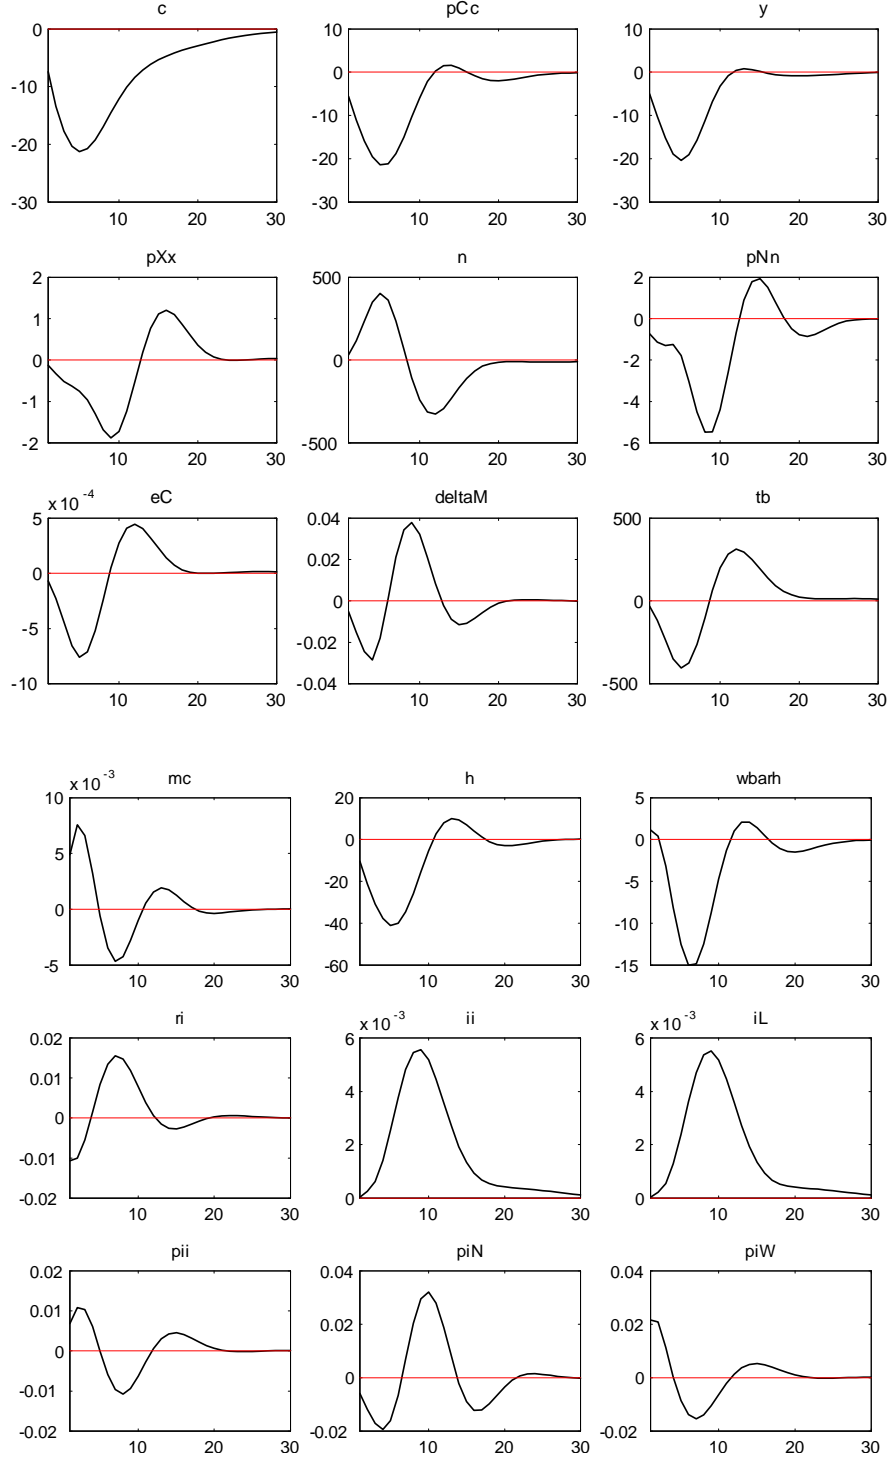 c pCc y
0 10 10
-10 0 0
-20 -10 -10
-30 -20 -20
-30 -30
10 20 30 10 20 30 10 20 30
pXx n pNn
2 500 2
1 0
0 0 -2
-1 -4
-2 -500 -6
10 20 30 10 20 30 10 20 30
x 10 -4 eC deltaM tb
5 0.04 500
0 0.02
0 0
-5 -0.02
-10 -0.04 -500
10 20 30 10 20 30 10 20 30
x 10 -3 mc h wbarh
10 20 5
5 0 0
-20 -5
0 -40 -10
-5 -60 -15
10 20 30 10 20 30 10 20 30
ri x 10 -3 ii x 10 -3 iL
0.02 6 6
0.01 4 4
0
-0.01 2 2
-0.02 0 0
10 20 30 10 20 30 10 20 30
pii piN piW
0.02 0.04 0.04
0.01 0.02 0.02
0
-0.01 0 0
-0.02 -0.02 -0.02
10 20 30 10 20 30 10 20 30